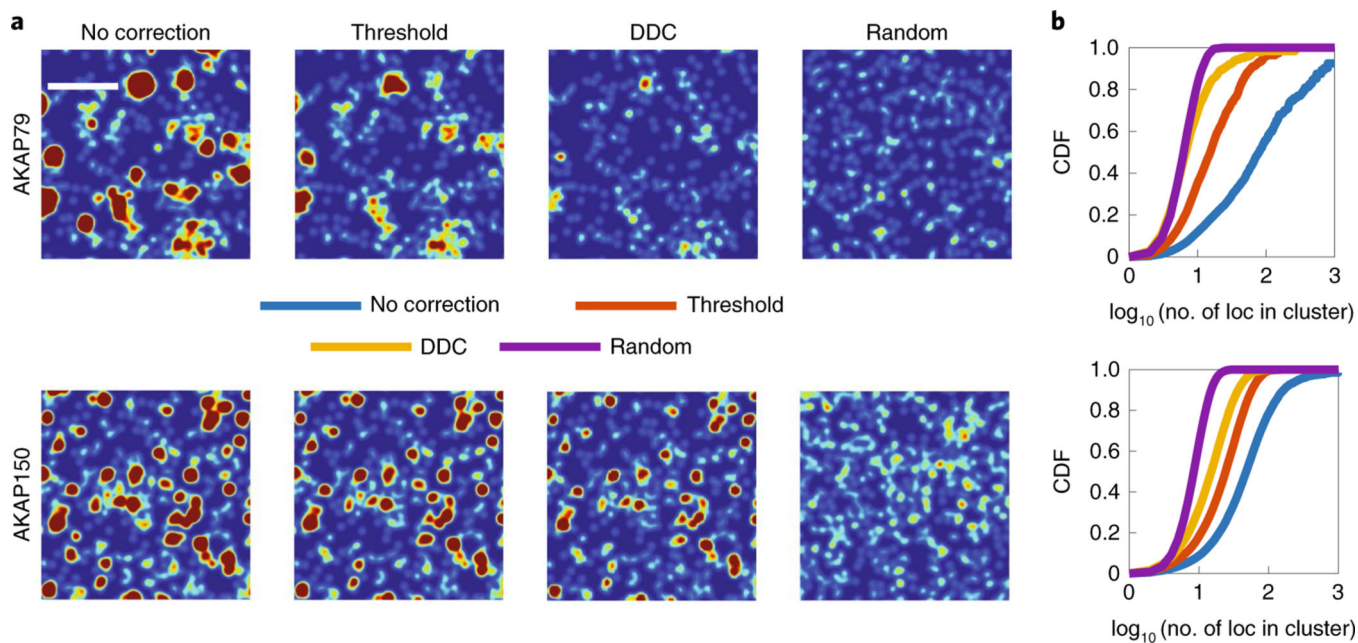 a
No correction Threshold DDC Random
AKAP79
No correction Threshold
DDC Random
AKAP150
b
1.0
0.8
0.6
0.4
0.2
0
CDF
0 1 2 3
log10 (no. of loc in cluster)
1.0
0.8
0.6
0.4
0.2
0
CDF
0 1 2 3
log10 (no. of loc in cluster)